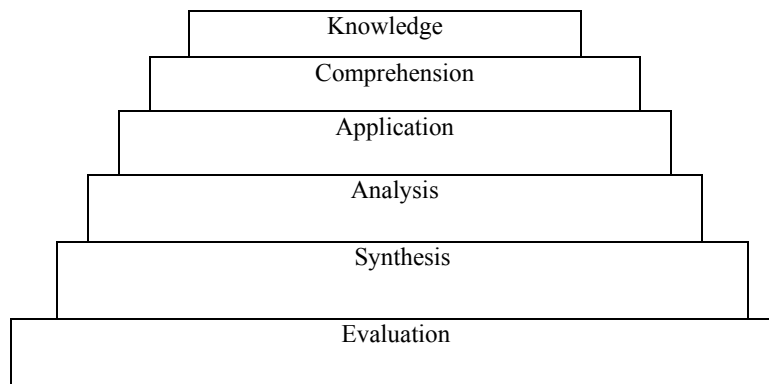 Knowledge
Comprehension
Application
Analysis
Synthesis
Evaluation